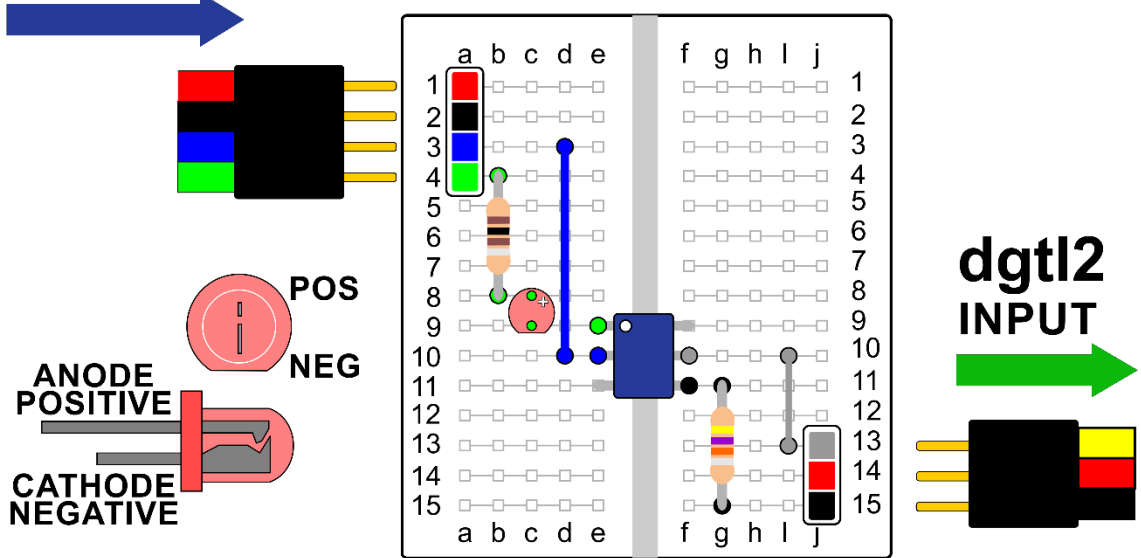 a b c d e f g h I j
1 1
2 2
3 3
4 4
5 5
6 6
7 7
8 8
9 9
10 10
11 11
12 12
13 13
14 14
15 15
a b c d e f g h I j
POS
NEG
ANODE
POSITIVE
CATHODE
NEGATIVE
+
dgtl2
INPUT